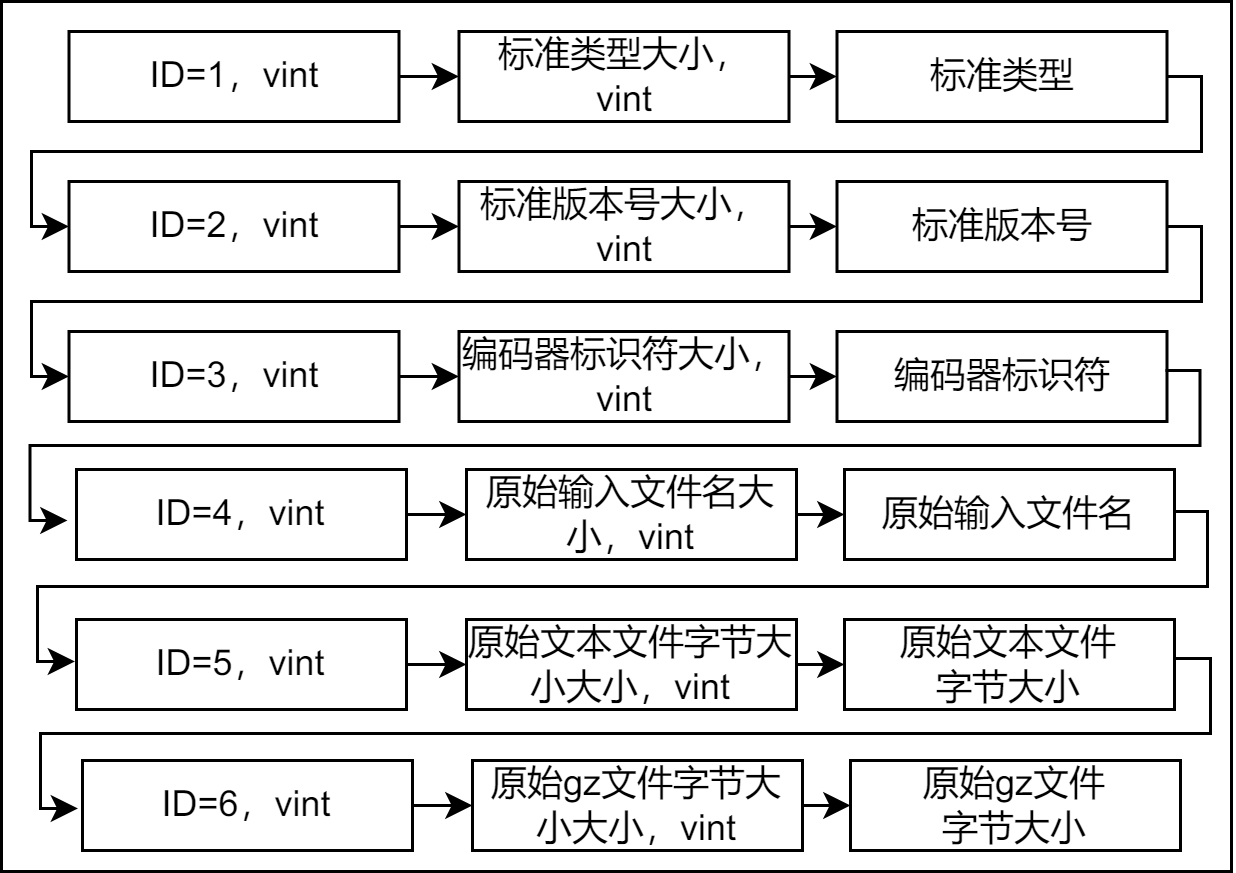 ID=1，vint
标准类型大小，
vint
标准类型
ID=2，vint
标准版本号大小，
vint
标准版本号
ID=3，vint
编码器标识符大小，
vint
编码器标识符
ID=4，vint
原始输入文件名大
小，vint
原始输入文件名
ID=5，vint
原始文本文件字节大
小大小，vint
原始文本文件
字节大小
ID=6，vint
原始gz文件字节大
小大小，vint
原始gz文件
字节大小